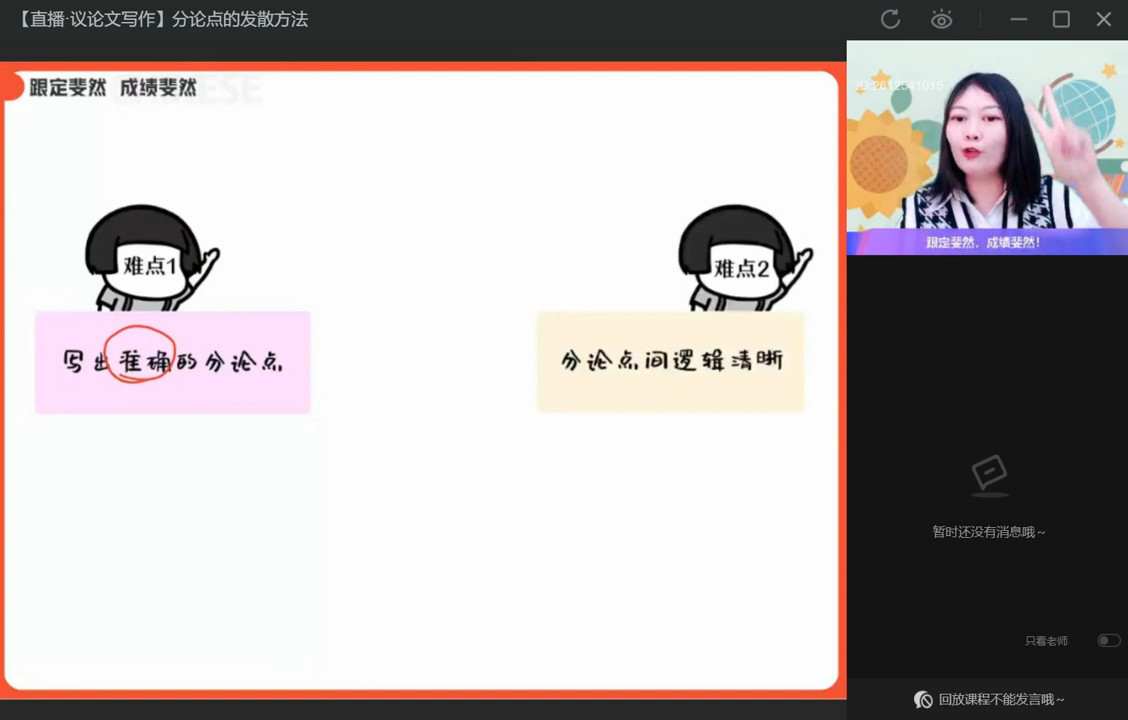 【直播·议论文写作】分论点的发散方法
跟定斐然 成绩斐然
ID:2612541015
跟定斐然，成绩斐然！
难点1
难点2
写出准确的分论点
分论点间逻辑清晰
暂时还没有消息哦～
只看老师
回放课程不能发言哦～